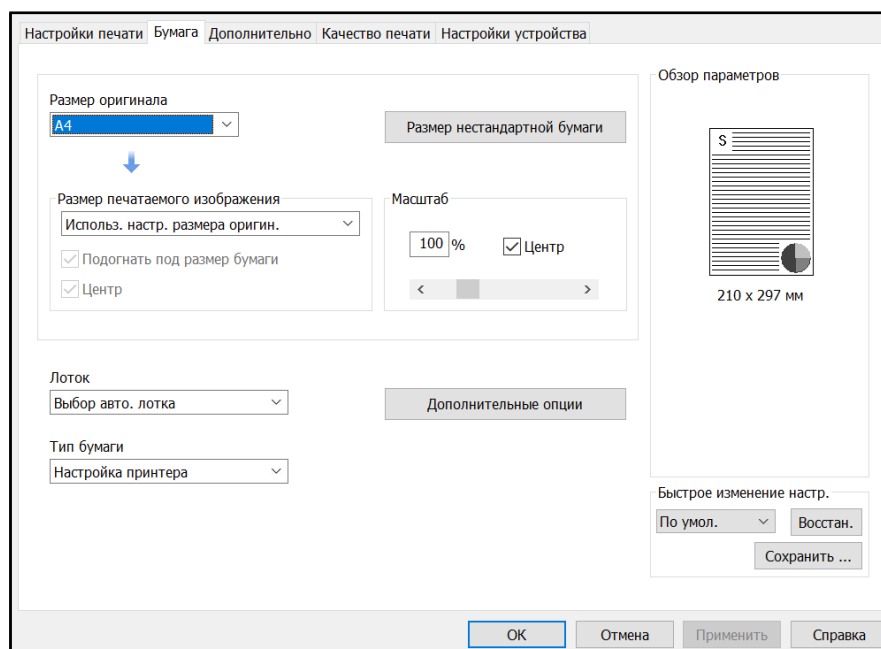 Настройки печати Бумага Дополнительно Качество печати Настройки устройства
Размер оригинала
A4
Размер нестандартной бумаги
Размер печатаемого изображения
Использ. настр. размера оригин.
Подогнать под размер бумаги
Центр
Масштаб
100 %
Центр
Лоток
Выбор авто. лотка
Дополнительные опции
Тип бумаги
Настройка принтера
Обзор параметров
S
210 x 297 мм
Быстрое изменение настр.
По умол.
Восстан.
Сохранить ...
OK Отмена Применить Справка